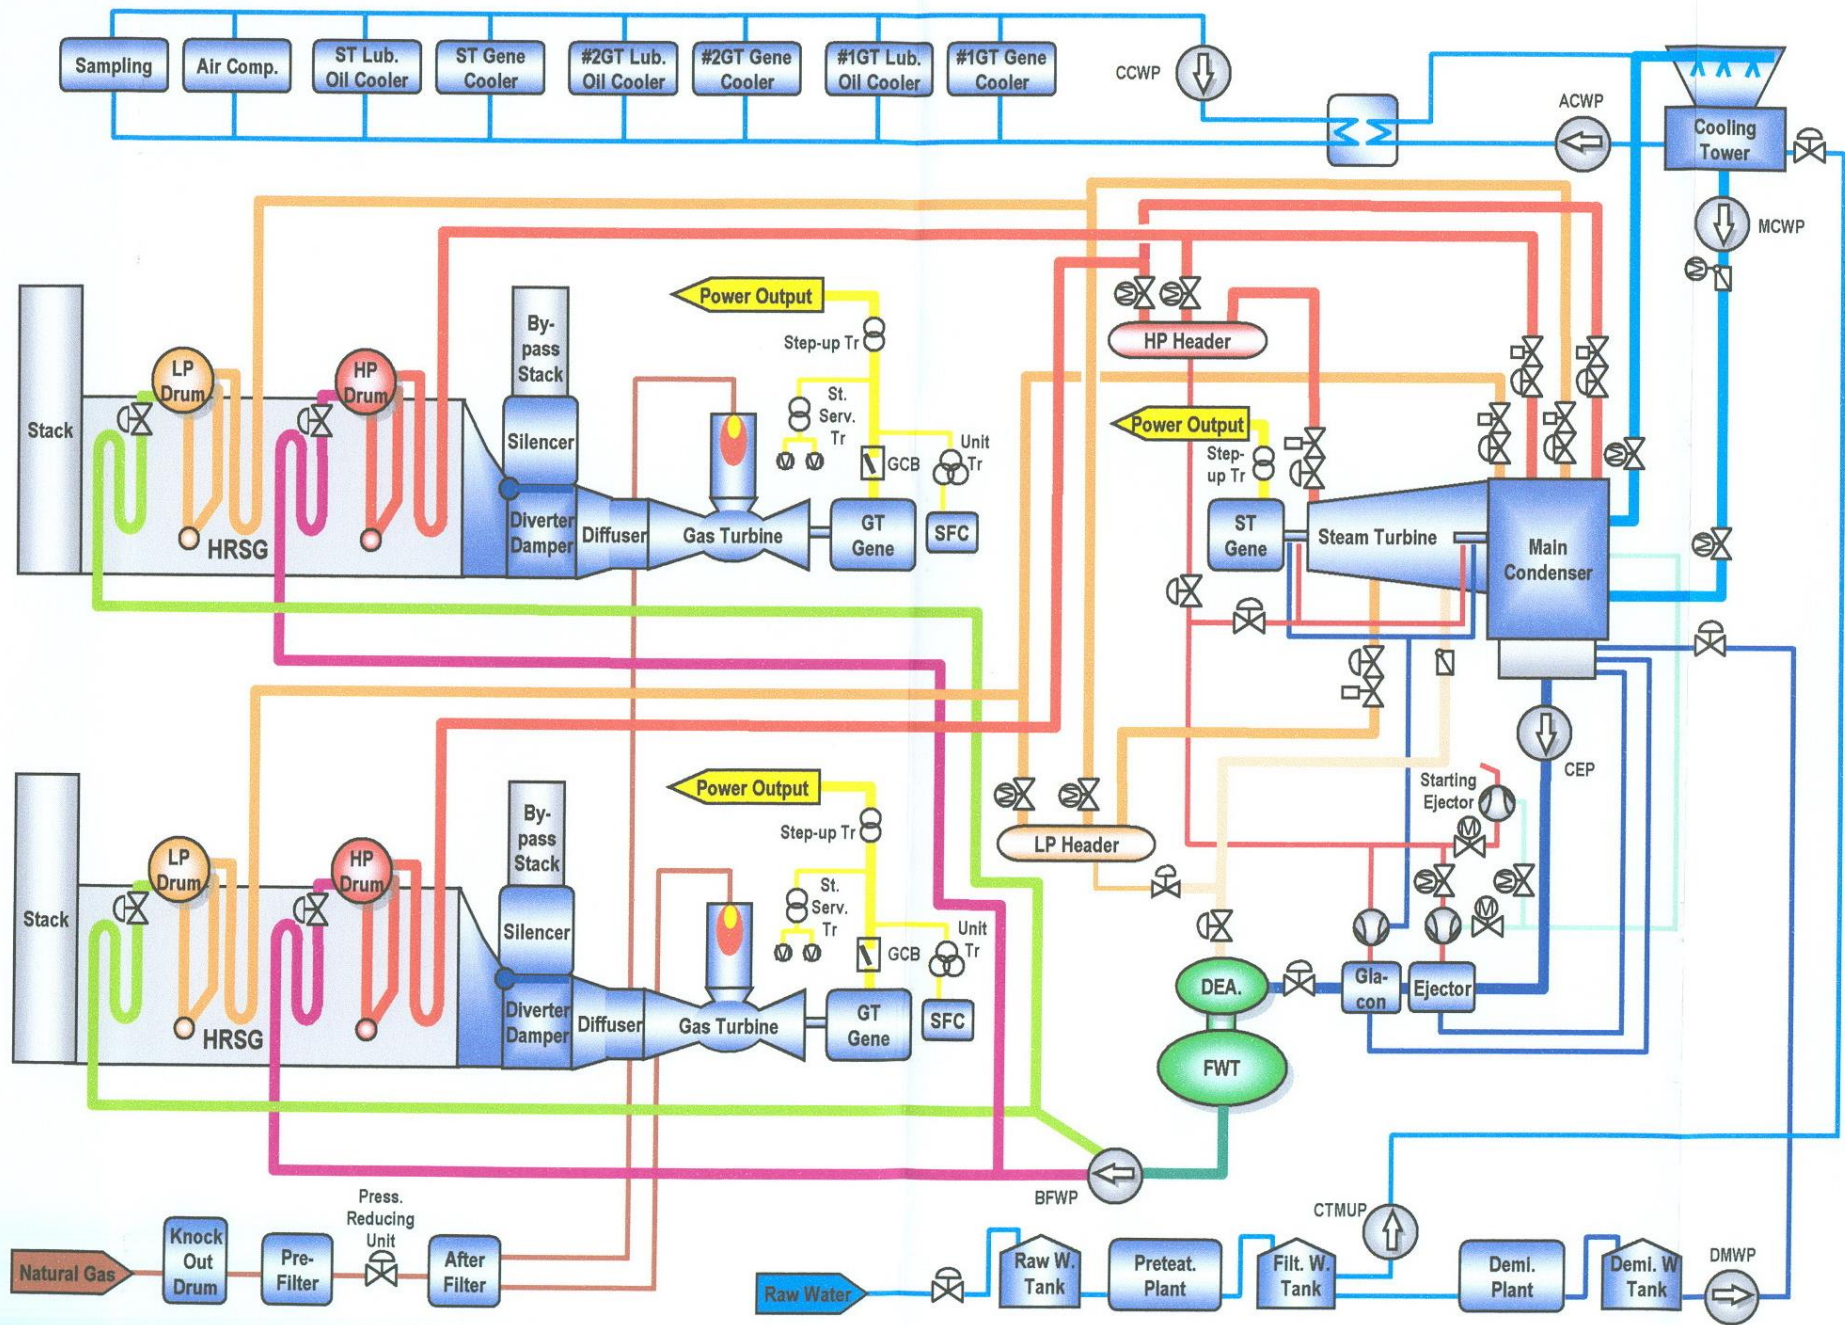 Sampling
Air Comp.
ST Lub.
Oil Cooler
ST Gene
Cooler
#2GT Lub.
Oil Cooler
#2GT Gene
Cooler
#1GT Lub.
Oil Cooler
#1GT Gene
Cooler
CCWP
ACWP
Cooling
Tower
MCWP
M
Stack
LP
Drum
HP
Drum
HRSG
By-
pass
Stack
Silencer
Diverter
Damper
Diffuser
Gas Turbine
Power Output
Step-up Tr
St.
Serv.
Tr
V
V
GCB
Unit
Tr
GT
Gene
SFC
M
M
HP Header
Power Output
Step-
up Tr
ST
Gene
Steam Turbine
Main
Condenser
M
M
CEP
Starting
Ejector
M
M
M
M
Stack
LP
Drum
HP
Drum
HRSG
By-
pass
Stack
Silencer
Diverter
Damper
Diffuser
Gas Turbine
Power Output
Step-up Tr
St.
Serv.
Tr
V
V
GCB
Unit
Tr
GT
Gene
SFC
M
M
LP Header
DEA.
FWT
Gla-
con
Ejector
BFWP
Natural Gas
Knock
Out
Drum
Pre-
Filter
Press.
Reducing
Unit
After
Filter
Raw Water
Raw W.
Tank
Preteat.
Plant
Filt. W.
Tank
CTMUP
Demi.
Plant
Demi. W
Tank
DMWP